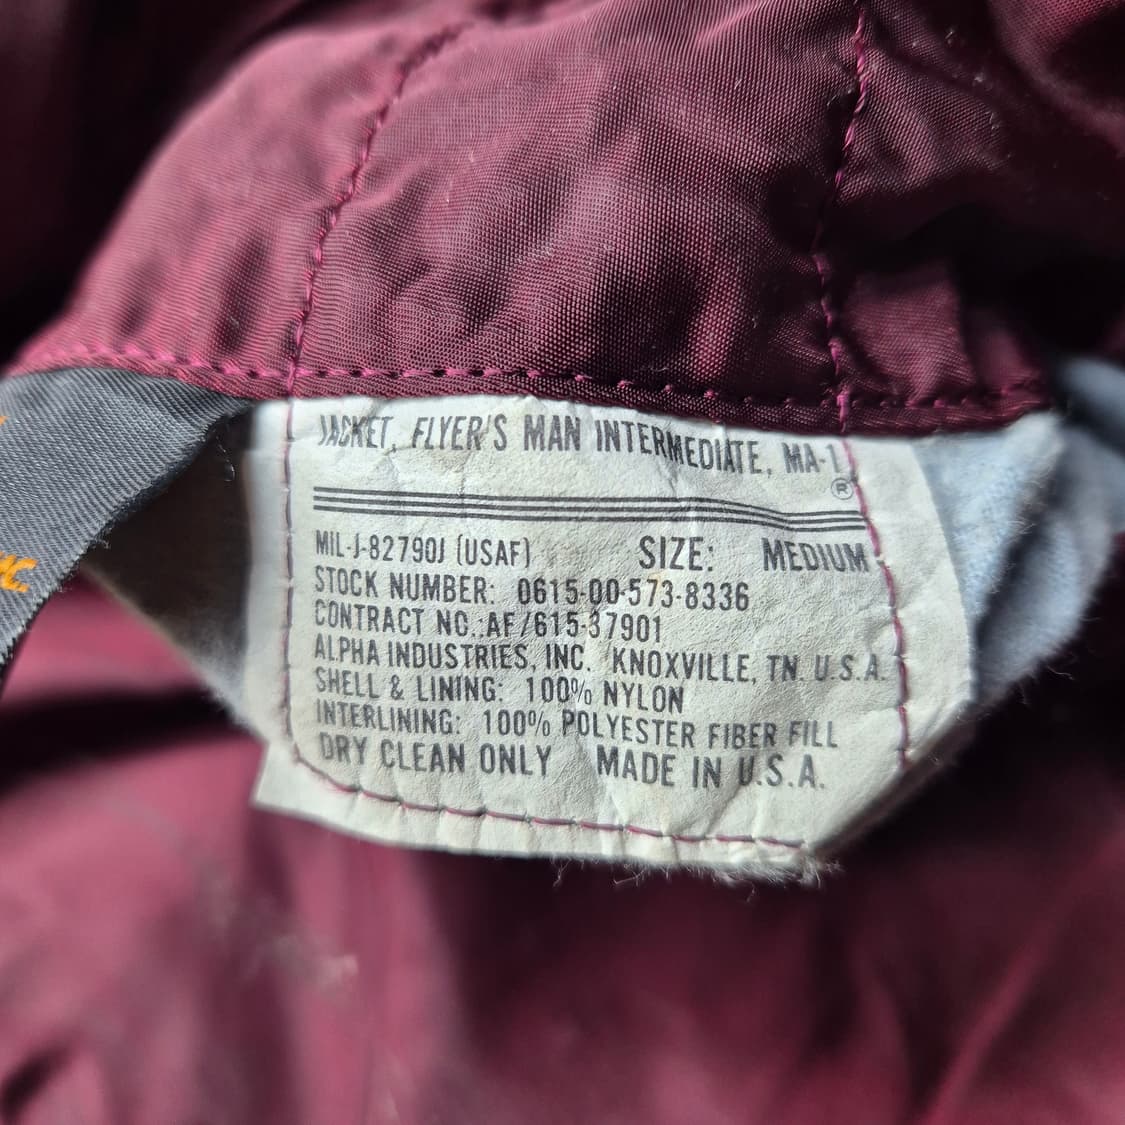 JACKET, FLYER'S MAN INTERMEDIATE, MA-1
®
MIL-J-82790J (USAF) SIZE: MEDIUM
STOCK NUMBER: 0615-00-573-8336
CONTRACT NO.:AF/615-37901
ALPHA INDUSTRIES, INC. KNOXVILLE, TN. U.S.A.
SHELL & LINING: 100% NYLON
INTERLINING: 100% POLYESTER FIBER FILL
DRY CLEAN ONLY MADE IN U.S.A.